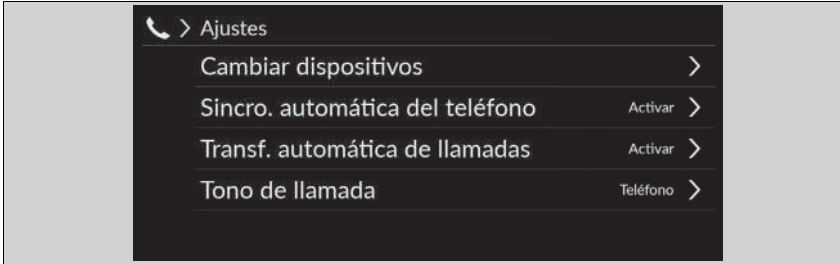 Ajustes
Cambiar dispositivos
Sincro. automática del teléfono Activar
Transf. automática de llamadas Activar
Tono de llamada Teléfono